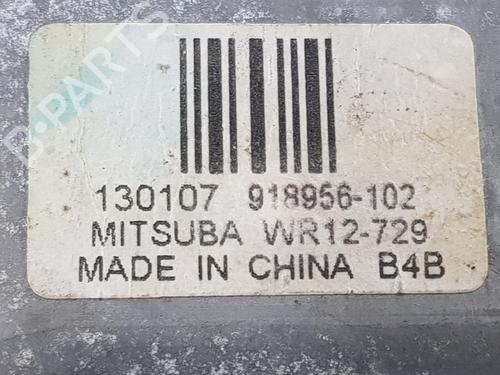 B-PARTS
130107 918956-102
MITSUBA WR12-729
MADE IN CHINA B4B